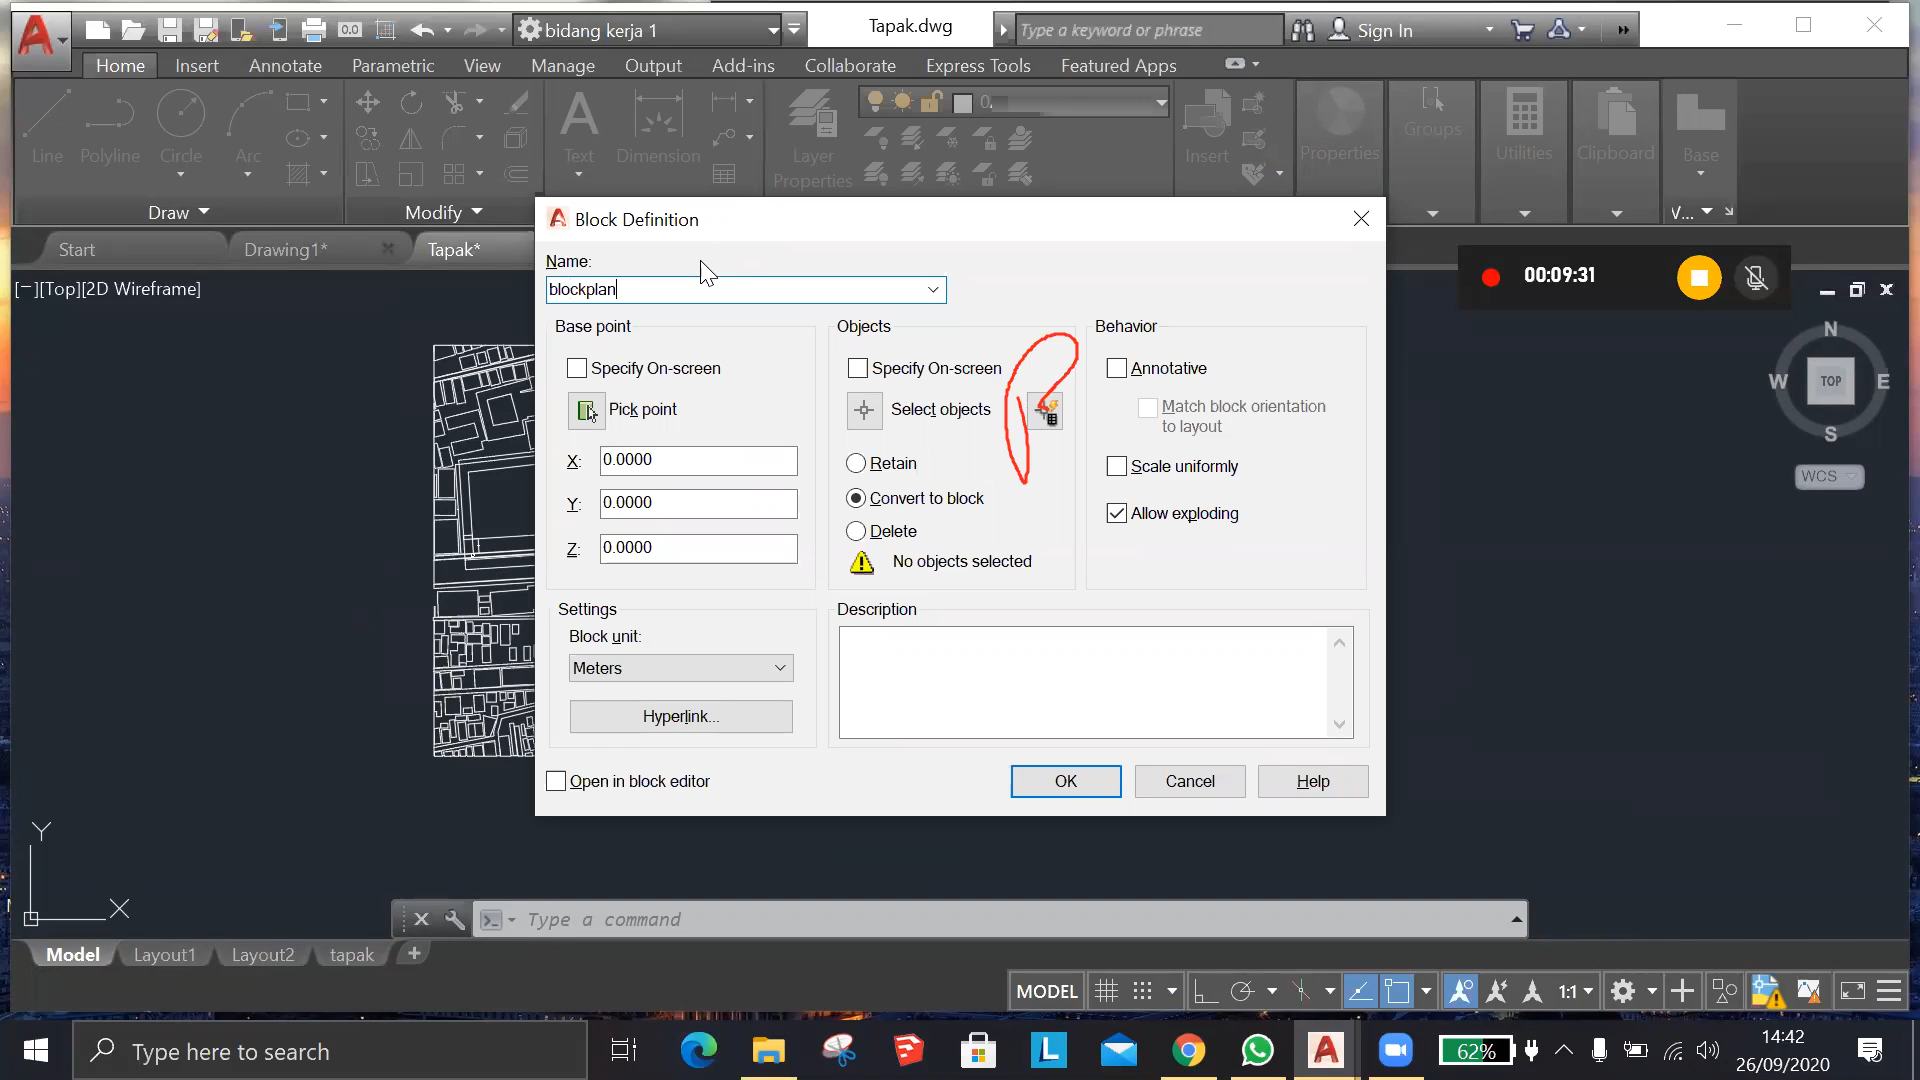 bidang kerja 1
Tapak.dwg
Type a keyword or phrase
Sign In
Home Insert Annotate Parametric View Manage Output Add-ins Collaborate Express Tools Featured Apps
Line Polyline Circle Arc
Text Dimension
Layer Properties
0
Insert
Properties
Groups
Utilities
Clipboard
Base
Draw
Modify
V...
Start
Drawing1*
Tapak*
[−][Top][2D Wireframe]
00:09:31
Block Definition
Name:
blockplan
Base point
Specify On-screen
Pick point
X: 0.0000
Y: 0.0000
Z: 0.0000
Objects
Specify On-screen
Select objects
Retain
Convert to block
Delete
No objects selected
Behavior
Annotative
Match block orientation
to layout
Scale uniformly
Allow exploding
Settings
Block unit:
Meters
Hyperlink...
Description
Open in block editor
OK
Cancel
Help
N
W TOP E
S
WCS
Y
X
Type a command
Model Layout1 Layout2 tapak
MODEL
1:1
Type here to search
62%
14:42
26/09/2020